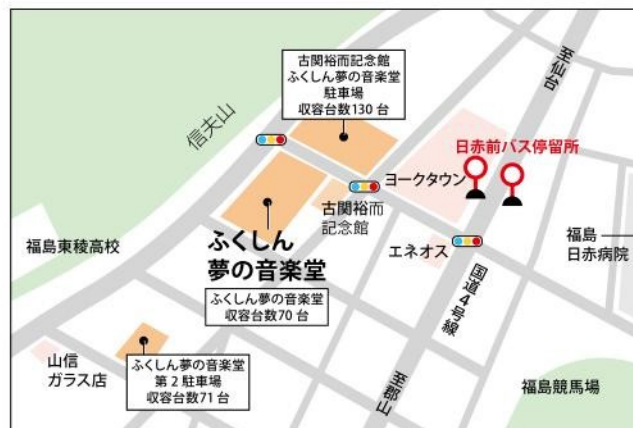 古関裕而記念館
ふくしん夢の音楽堂
駐車場
収容台数130 台
至仙台
信夫山
日赤前バス停留所
ヨークタウン
古関裕而
記念館
エネオス
福島
日赤病院
国道4号線
福島東稜高校
ふくしん
夢の音楽堂
ふくしん夢の音楽堂
収容台数70 台
山信
ガラス店
ふくしん夢の音楽堂
第2駐車場
収容台数71 台
至郡山
福島競馬場